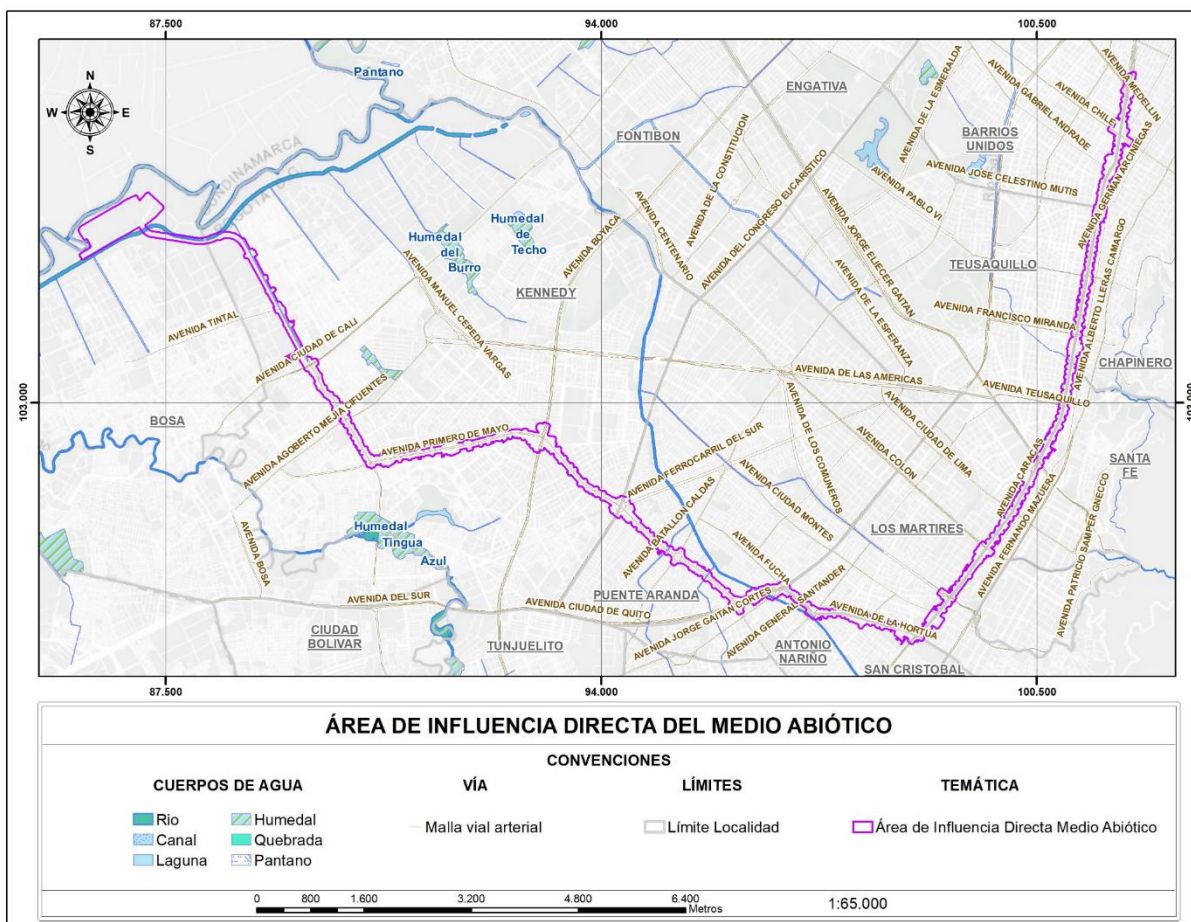 87.500 94.000 100.500
N
W E
S
Pantano
CUNDINAMARCA
ENGATIVA
FONTIBON
BARRIOS
UNIDOS
AVENIDA MEDELLIN
AVENIDA CHILE
AVENIDA GABRIEL ANDRADE
AVENIDA DE LA ESMERALDA
AVENIDA JOSE CELESTINO MUTIS
AVENIDA GERMAN ARCINIEGAS
AVENIDA PABLO VI
AVENIDA DE LA CONSTITUCION
AVENIDA DEL CONGRESO EUCARISTICO
AVENIDA CENTENARIO
AVENIDA BOYACA
AVENIDA JORGE ELIECER GAITAN
AVENIDA DE LA ESPERANZA
TEUSAQUILLO
AVENIDA ALBERTO LLERAS CAMARGO
AVENIDA FRANCISCO MIRANDA
Humedal
de
Techo
Humedal
del
Burro
KENNEDY
AVENIDA MANUEL CEPEDA VARGAS
AVENIDA TINTAL
AVENIDA CIUDAD DE CALI
CHAPINERO
AVENIDA DE LAS AMERICAS
AVENIDA TEUSAQUILLO
103.000 103.000
BOSA
AVENIDA AGOBERTO MEJIA CIFUENTES
AVENIDA PRIMERO DE MAYO
AVENIDA FERROCARRIL DEL SUR
AVENIDA DE LOS COMUNEROS
AVENIDA CIUDAD DE LIMA
AVENIDA COLON
AVENIDA CARACAS
SANTA
FE
AVENIDA BATALLON CALDAS
AVENIDA CIUDAD MONTES
LOS MARTIRES
AVENIDA FERNANDO MAZUERA
AVENIDA PATRICIO SAMPER GNECCO
Humedal
Tingua
Azul
AVENIDA BOSA
AVENIDA FUCHA
PUENTE ARANDA
AVENIDA DEL SUR
AVENIDA CIUDAD DE QUITO
AVENIDA JORGE GAITAN CORTES
AVENIDA GENERAL SANTANDER
AVENIDA DE LA HORTUA
CIUDAD
BOLIVAR
TUNJUELITO
ANTONIO
NARIÑO
SAN CRISTOBAL
87.500 94.000 100.500
ÁREA DE INFLUENCIA DIRECTA DEL MEDIO ABIÓTICO
CONVENCIONES
CUERPOS DE AGUA VÍA LÍMITES TEMÁTICA
Rio Humedal
Canal Quebrada
Laguna Pantano
Malla vial arterial
Límite Localidad
Área de Influencia Directa Medio Abiótico
0 800 1.600 3.200 4.800 6.400
Metros
1:65.000